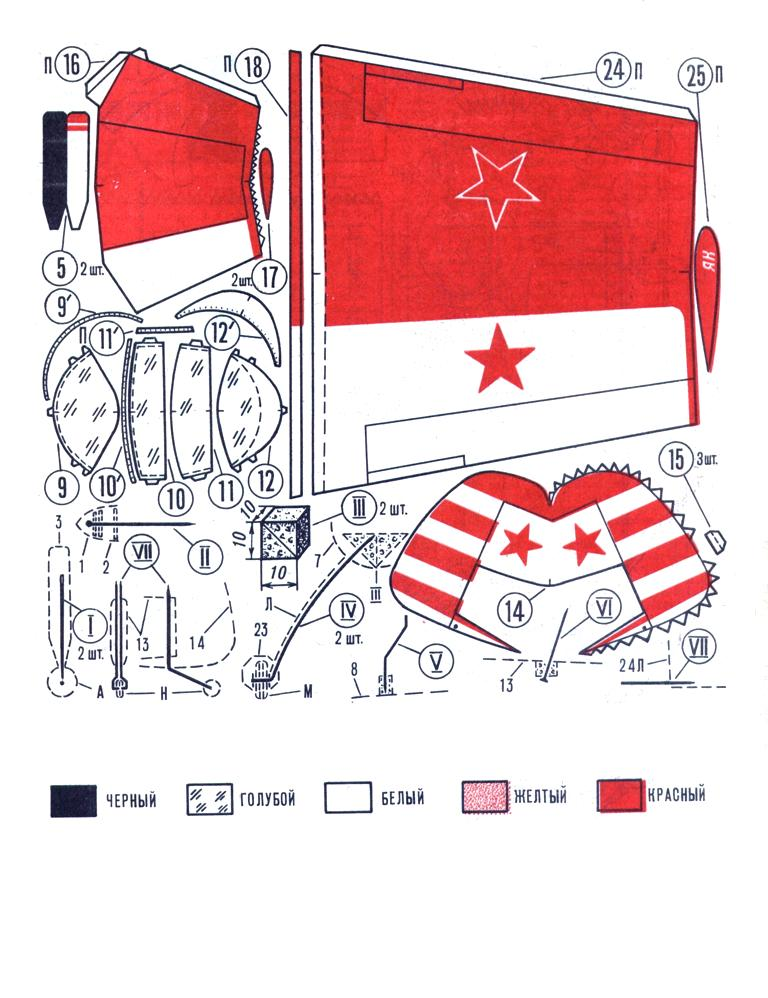 П 16
П 18
24 П
25 П
5 2 шт.
2 шт. 17
ЯК
9'
П 11'
12'
9
10'
10
11
12
15 3 шт.
3
1
2
II
VII
10
10
10
III 2 шт.
7
III
I
2 шт.
13
14
Л
IV
2 шт.
23
V
14
VI
VII
А
Н
М
8
13
24Л
ЧЕРНЫЙ
ГОЛУБОЙ
БЕЛЫЙ
ЖЕЛТЫЙ
КРАСНЫЙ